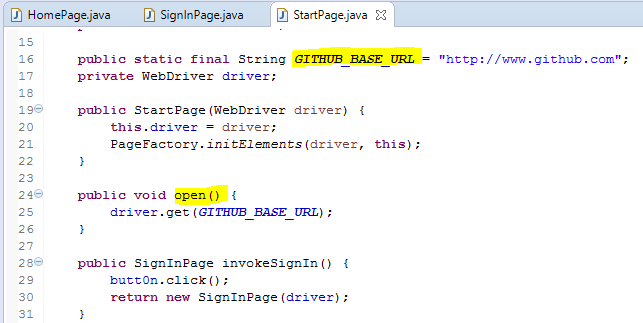 HomePage.java SignInPage.java StartPage.java
15
16 public static final String GITHUB_BASE_URL = "http://www.github.com";
17 private WebDriver driver;
18
19 public StartPage(WebDriver driver) {
20 this.driver = driver;
21 PageFactory.initElements(driver, this);
22 }
23
24 public void open() {
25 driver.get(GITHUB_BASE_URL);
26 }
27
28 public SignInPage invokeSignIn() {
29 butt0n.click();
30 return new SignInPage(driver);
31 }